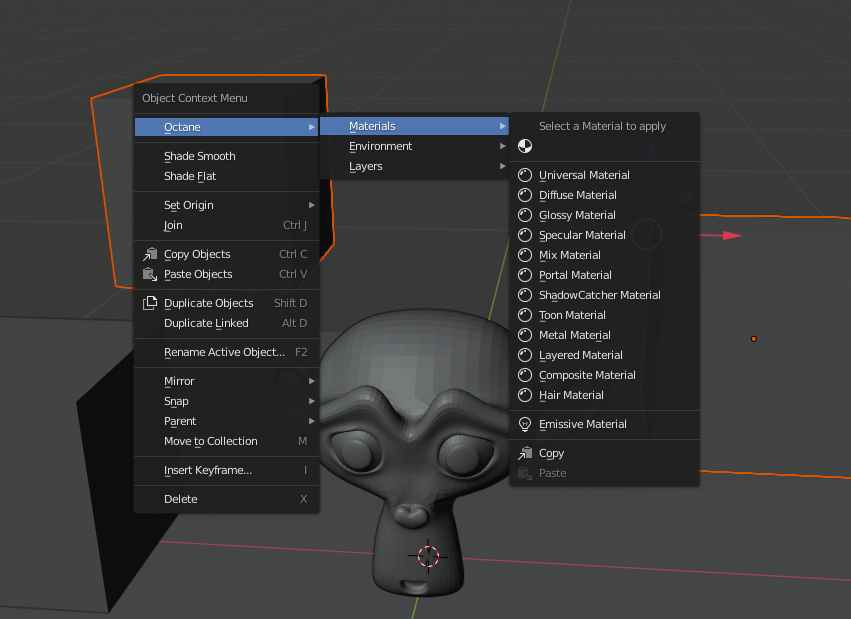 Object Context Menu
Octane
Shade Smooth
Shade Flat
Set Origin
Join Ctrl J
Copy Objects Ctrl C
Paste Objects Ctrl V
Duplicate Objects Shift D
Duplicate Linked Alt D
Rename Active Object... F2
Mirror
Snap
Parent
Move to Collection M
Insert Keyframe... I
Delete X
Materials
Environment
Layers
Select a Material to apply
Universal Material
Diffuse Material
Glossy Material
Specular Material
Mix Material
Portal Material
ShadowCatcher Material
Toon Material
Metal Material
Layered Material
Composite Material
Hair Material
Emissive Material
Copy
Paste